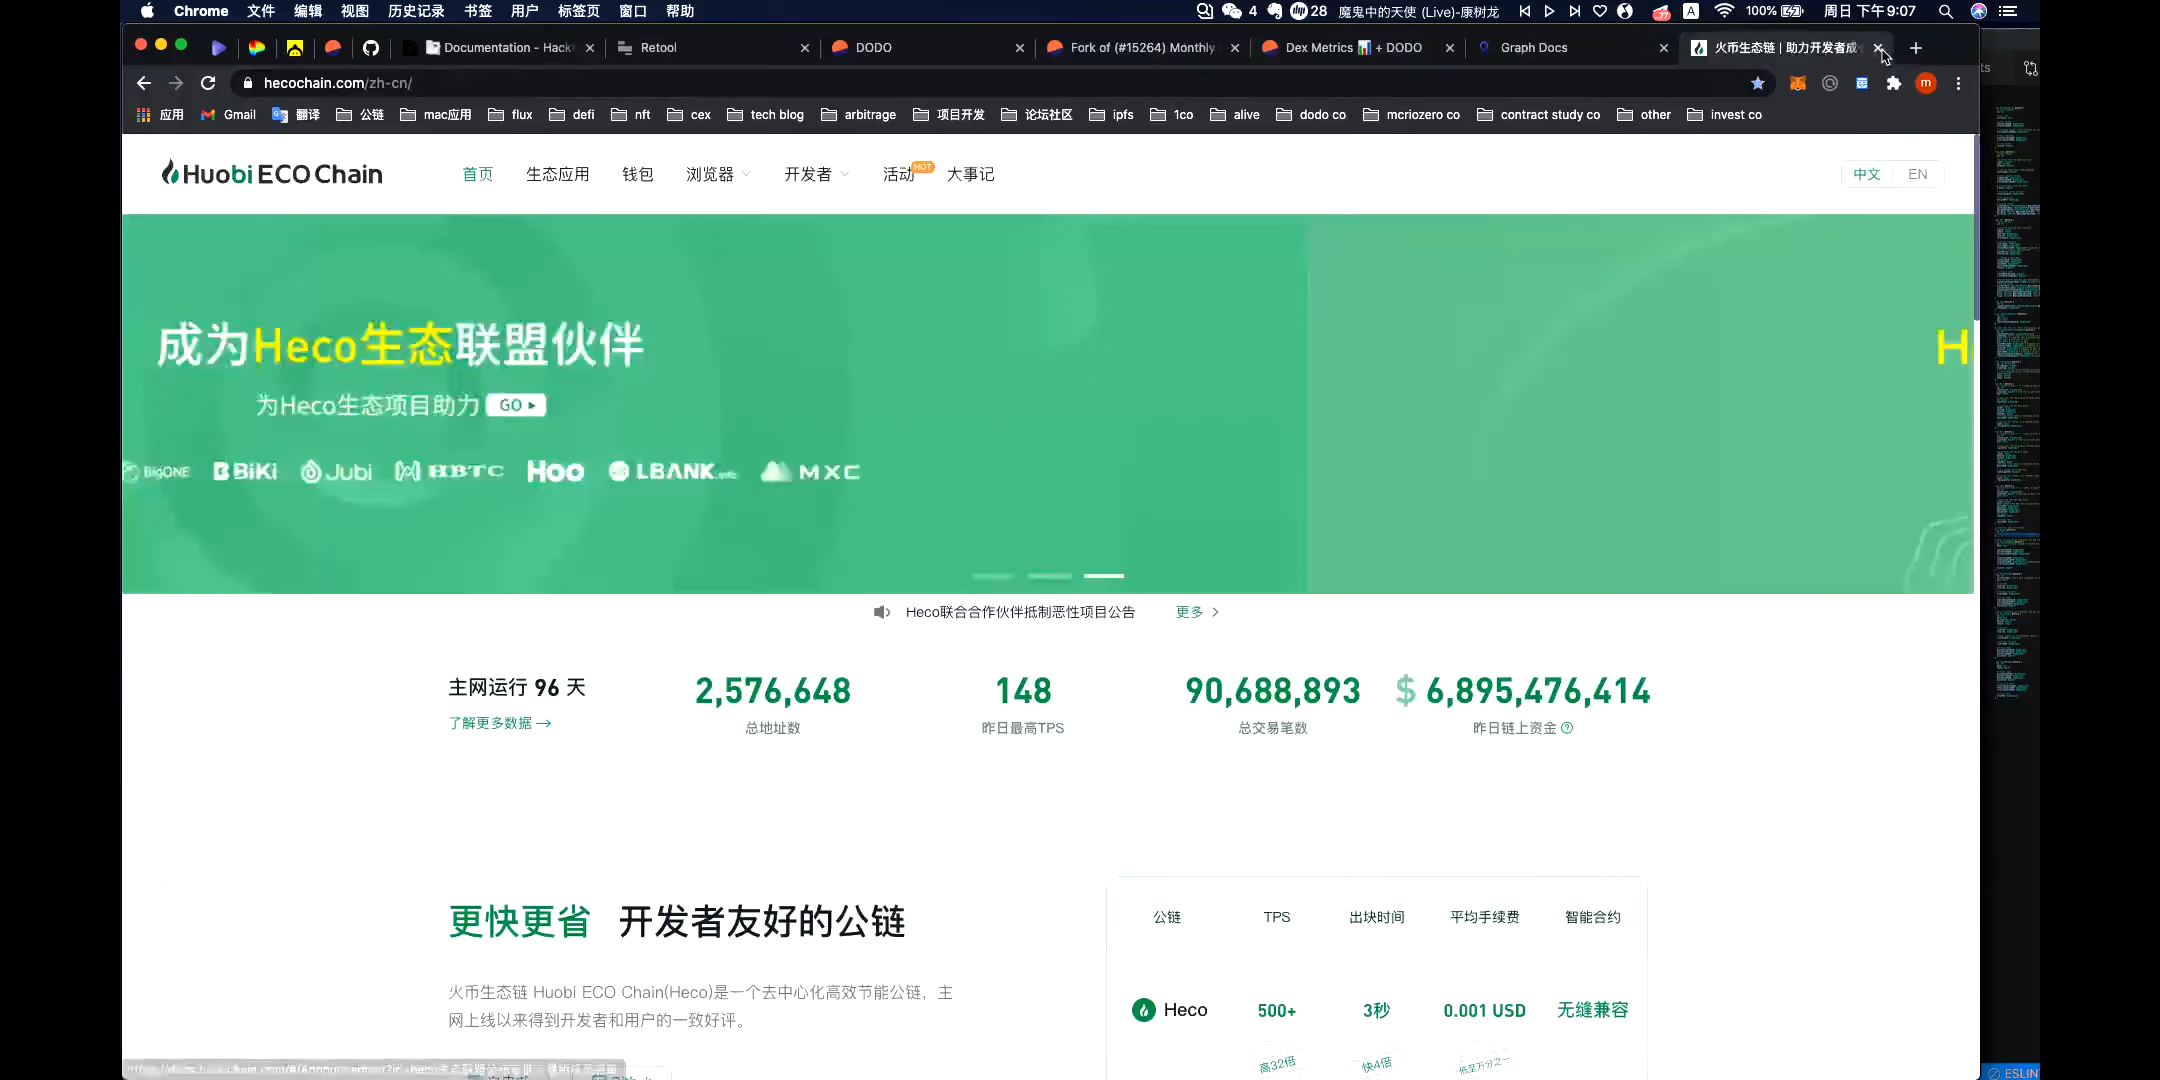 Chrome 文件 编辑 视图 历史记录 书签 用户 标签页 窗口 帮助 4 28 魔鬼中的天使 (Live)-康树龙 77 A 100% 周日 下午9:07
Documentation - Hack Retool DODO Fork of (#15264) Monthly Dex Metrics 📊 + DODO Graph Docs 火币生态链 | 助力开发者成
hecochain.com/zh-cn/ m
应用 Gmail 翻译 公链 mac应用 flux defi nft cex tech blog arbitrage 项目开发 论坛社区 ipfs 1co alive dodo co mcriozero co contract study co other invest co
Huobi ECO Chain 首页 生态应用 钱包 浏览器 开发者 活动 HOT 大事记 中文 EN
成为Heco生态联盟伙伴 H
为Heco生态项目助力 GO
BigONE BiKi Jubi HBTC Hoo LBANK MXC
Heco联合合作伙伴抵制恶性项目公告 更多
主网运行 96 天 2,576,648 148 90,688,893 $ 6,895,476,414
了解更多数据 总地址数 昨日最高TPS 总交易笔数 昨日链上资金
更快更省 开发者友好的公链
公链 TPS 出块时间 平均手续费 智能合约
火币生态链 Huobi ECO Chain(Heco)是一个去中心化高效节能公链，主
网上线以来得到开发者和用户的一致好评。
Heco 500+ 3秒 0.001 USD 无缝兼容
高32倍 快4倍 低至万分之一
ESLIN